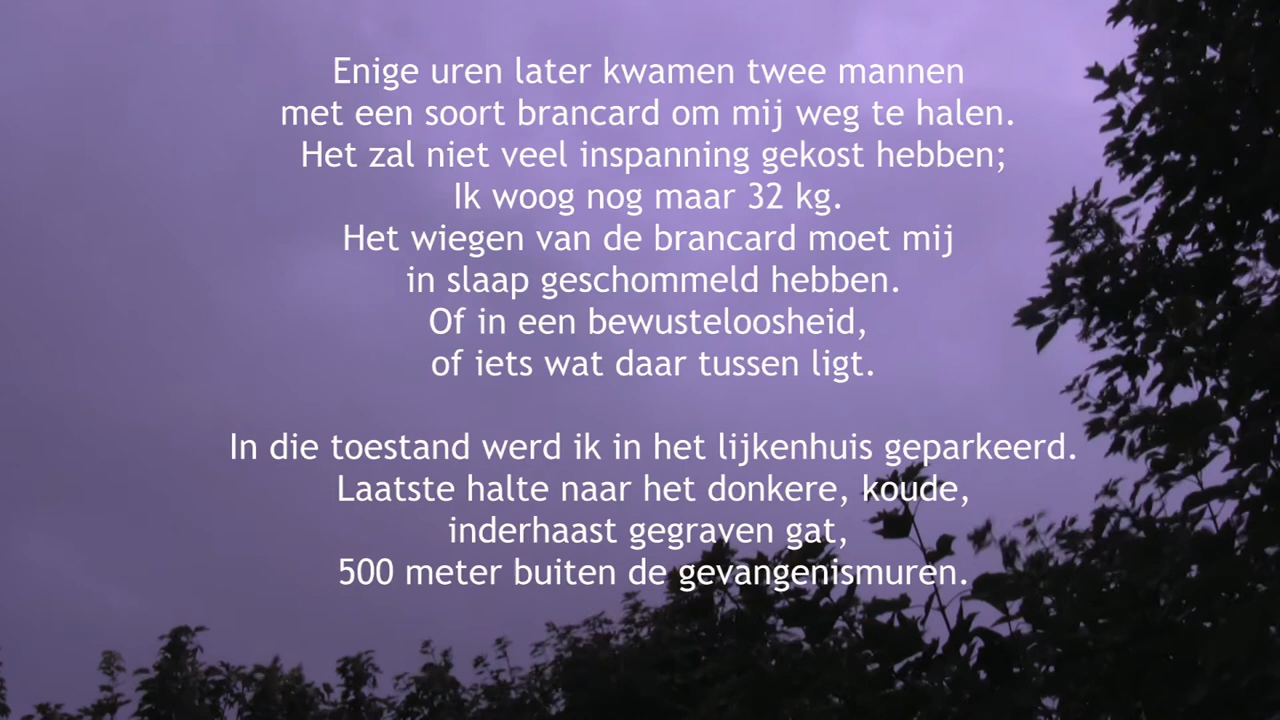 Enige uren later kwamen twee mannen
met een soort brancard om mij weg te halen.
Het zal niet veel inspanning gekost hebben;
Ik woog nog maar 32 kg.
Het wiegen van de brancard moet mij
in slaap geschommeld hebben.
Of in een bewusteloosheid,
of iets wat daar tussen ligt.
In die toestand werd ik in het lijkenhuis geparkeerd.
Laatste halte naar het donkere, koude,
inderhaast gegraven gat,
500 meter buiten de gevangenismuren.